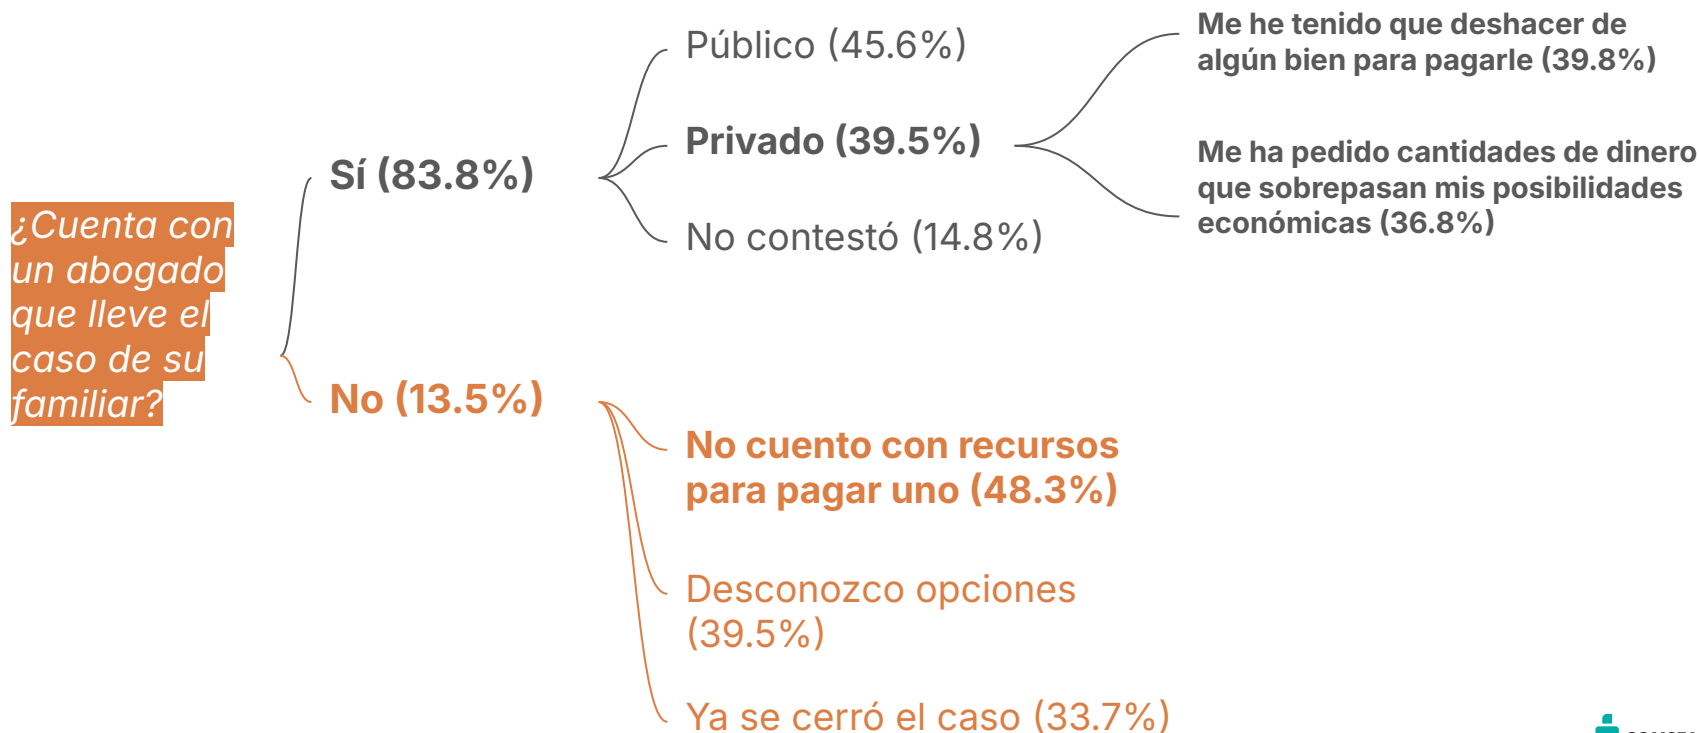 ¿Cuenta con
un abogado
que lleve el
caso de su
familiar?
Sí (83.8%)
Público (45.6%)
Privado (39.5%)
No contestó (14.8%)
Me he tenido que deshacer de
algún bien para pagarle (39.8%)
Me ha pedido cantidades de dinero
que sobrepasan mis posibilidades
económicas (36.8%)
No (13.5%)
No cuento con recursos
para pagar uno (48.3%)
Desconozco opciones
(39.5%)
Ya se cerró el caso (33.7%)